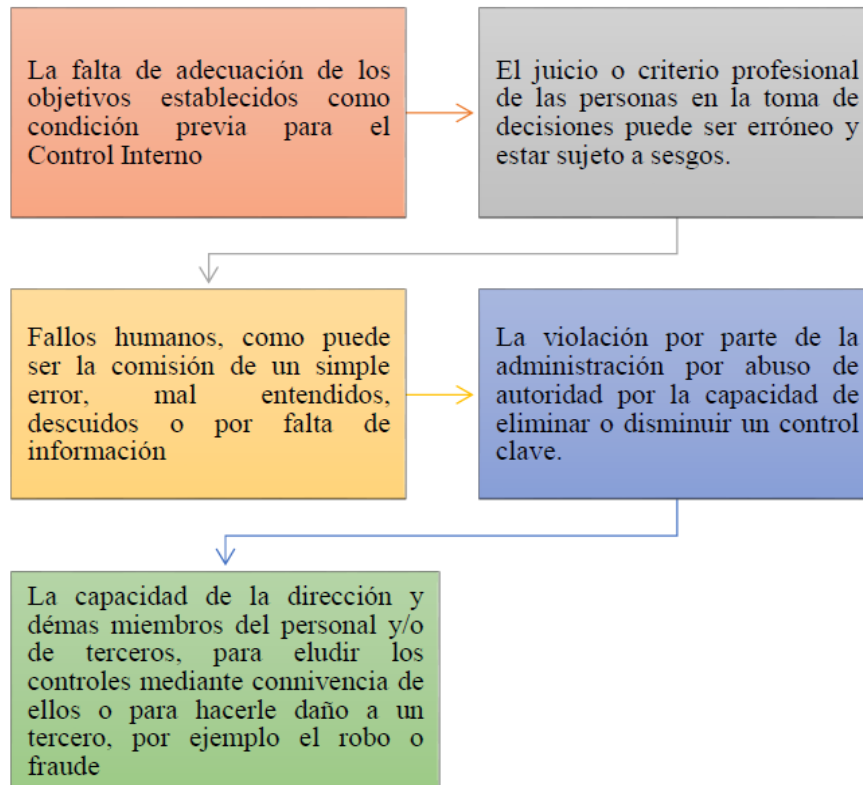 La falta de adecuación de los
objetivos establecidos como
condición previa para el
Control Interno
El juicio o criterio profesional
de las personas en la toma de
decisiones puede ser erróneo y
estar sujeto a sesgos.
Fallos humanos, como puede
ser la comisión de un simple
error, mal entendidos,
descuidos o por falta de
información
La violación por parte de la
administración por abuso de
autoridad por la capacidad de
eliminar o disminuir un control
clave.
La capacidad de la dirección y
démas miembros del personal y/o
de terceros, para eludir los
controles mediante connivencia de
ellos o para hacerle daño a un
tercero, por ejemplo el robo o
fraude